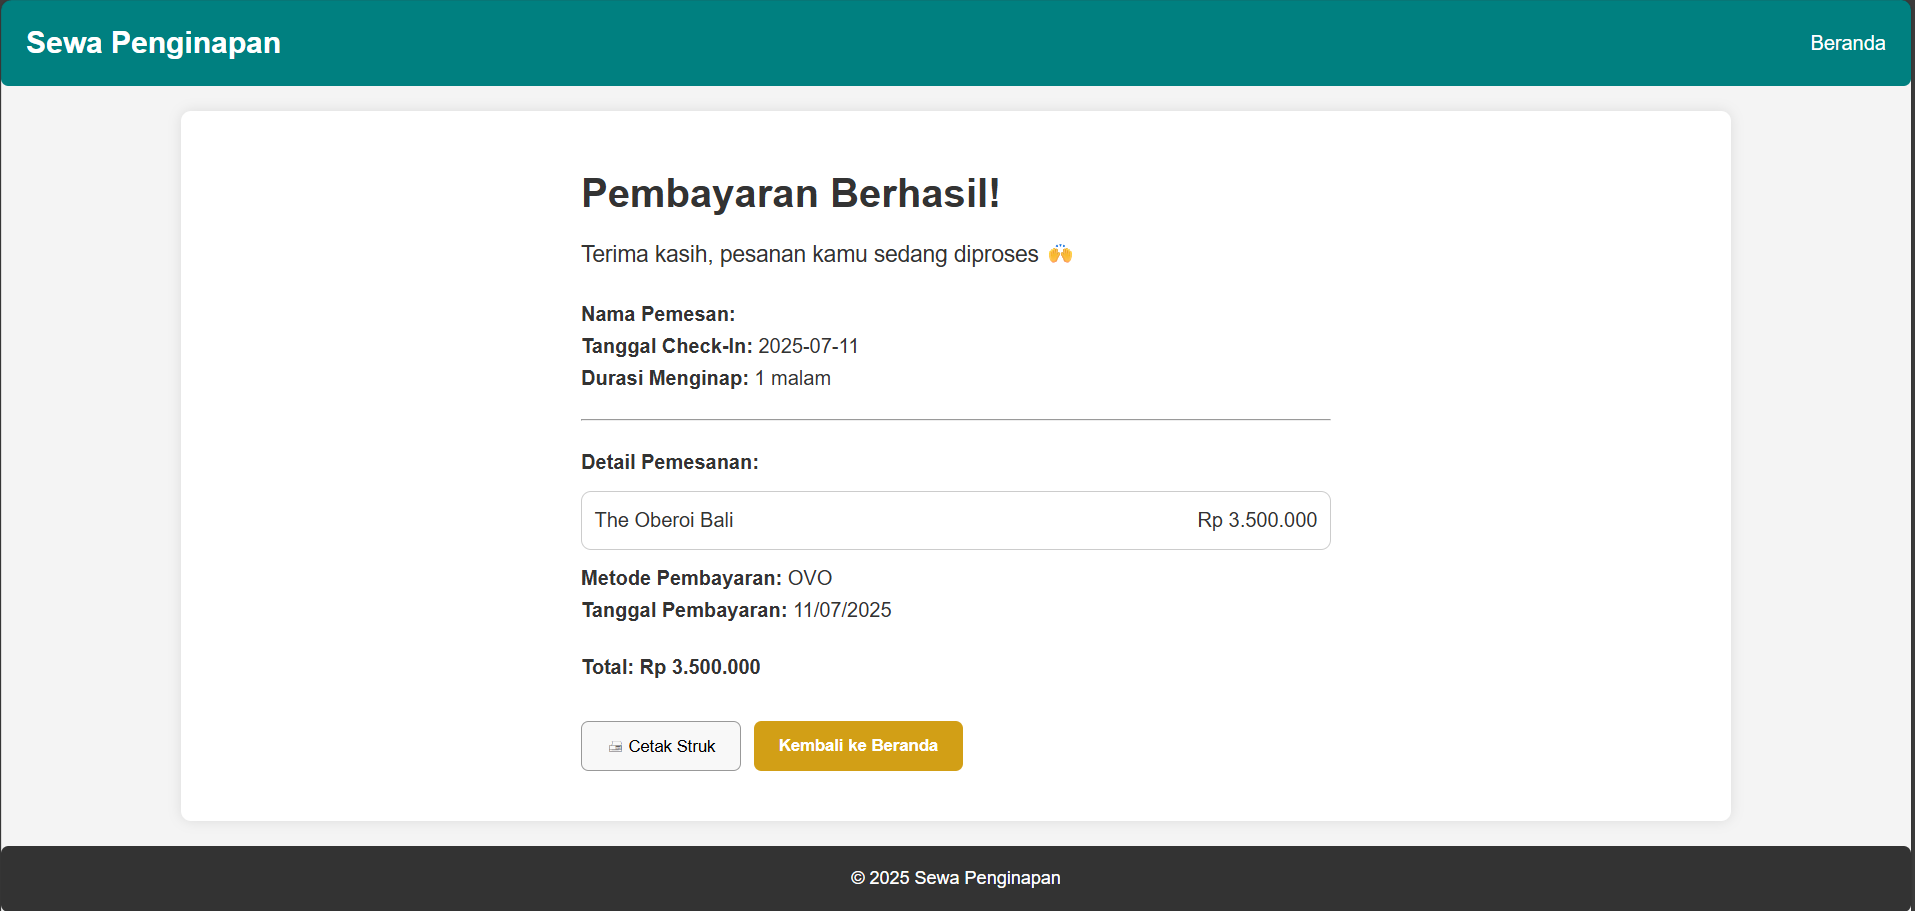 Sewa Penginapan
Beranda
Pembayaran Berhasil!
Terima kasih, pesanan kamu sedang diproses 🙌
Nama Pemesan:
Tanggal Check-In: 2025-07-11
Durasi Menginap: 1 malam
Detail Pemesanan:
The Oberoi Bali Rp 3.500.000
Metode Pembayaran: OVO
Tanggal Pembayaran: 11/07/2025
Total: Rp 3.500.000
🖨 Cetak Struk
Kembali ke Beranda
© 2025 Sewa Penginapan